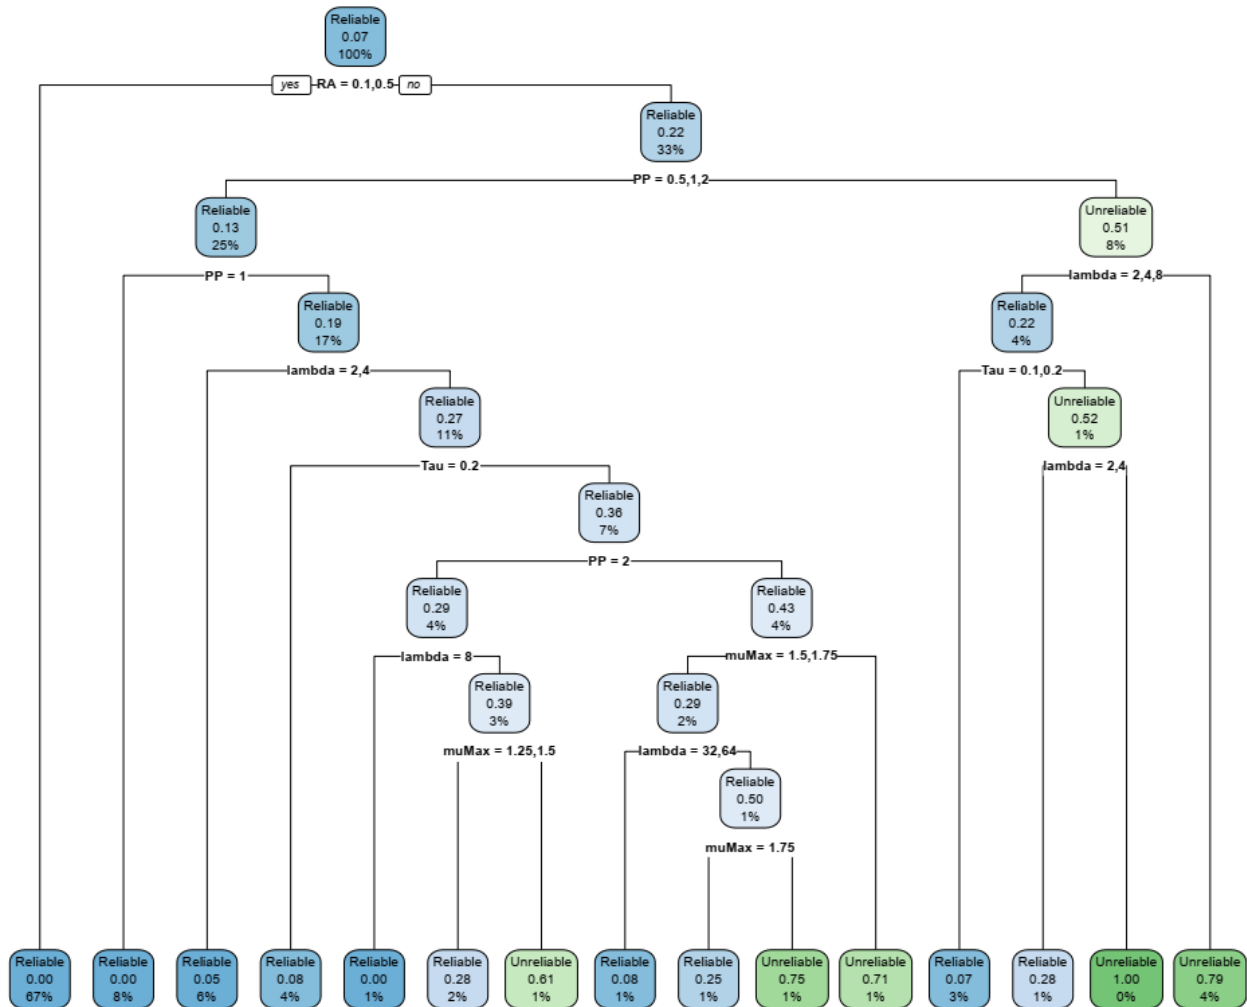 Reliable
0.07
100%
yes RA = 0.1,0.5 no
Reliable
0.22
33%
PP = 0.5,1,2
Reliable
0.13
25%
Unreliable
0.51
8%
PP = 1
lambda = 2,4,8
Reliable
0.19
17%
Reliable
0.22
4%
lambda = 2,4
Tau = 0.1,0.2
Reliable
0.27
11%
Unreliable
0.52
1%
Tau = 0.2
lambda = 2,4
Reliable
0.36
7%
PP = 2
Reliable
0.29
4%
Reliable
0.43
4%
lambda = 8
muMax = 1.5,1.75
Reliable
0.39
3%
Reliable
0.29
2%
muMax = 1.25,1.5
lambda = 32,64
Reliable
0.50
1%
muMax = 1.75
Reliable
0.00
67%
Reliable
0.00
8%
Reliable
0.05
6%
Reliable
0.08
4%
Reliable
0.00
1%
Reliable
0.28
2%
Unreliable
0.61
1%
Reliable
0.08
1%
Reliable
0.25
1%
Unreliable
0.75
1%
Unreliable
0.71
1%
Reliable
0.07
3%
Reliable
0.28
1%
Unreliable
1.00
0%
Unreliable
0.79
4%